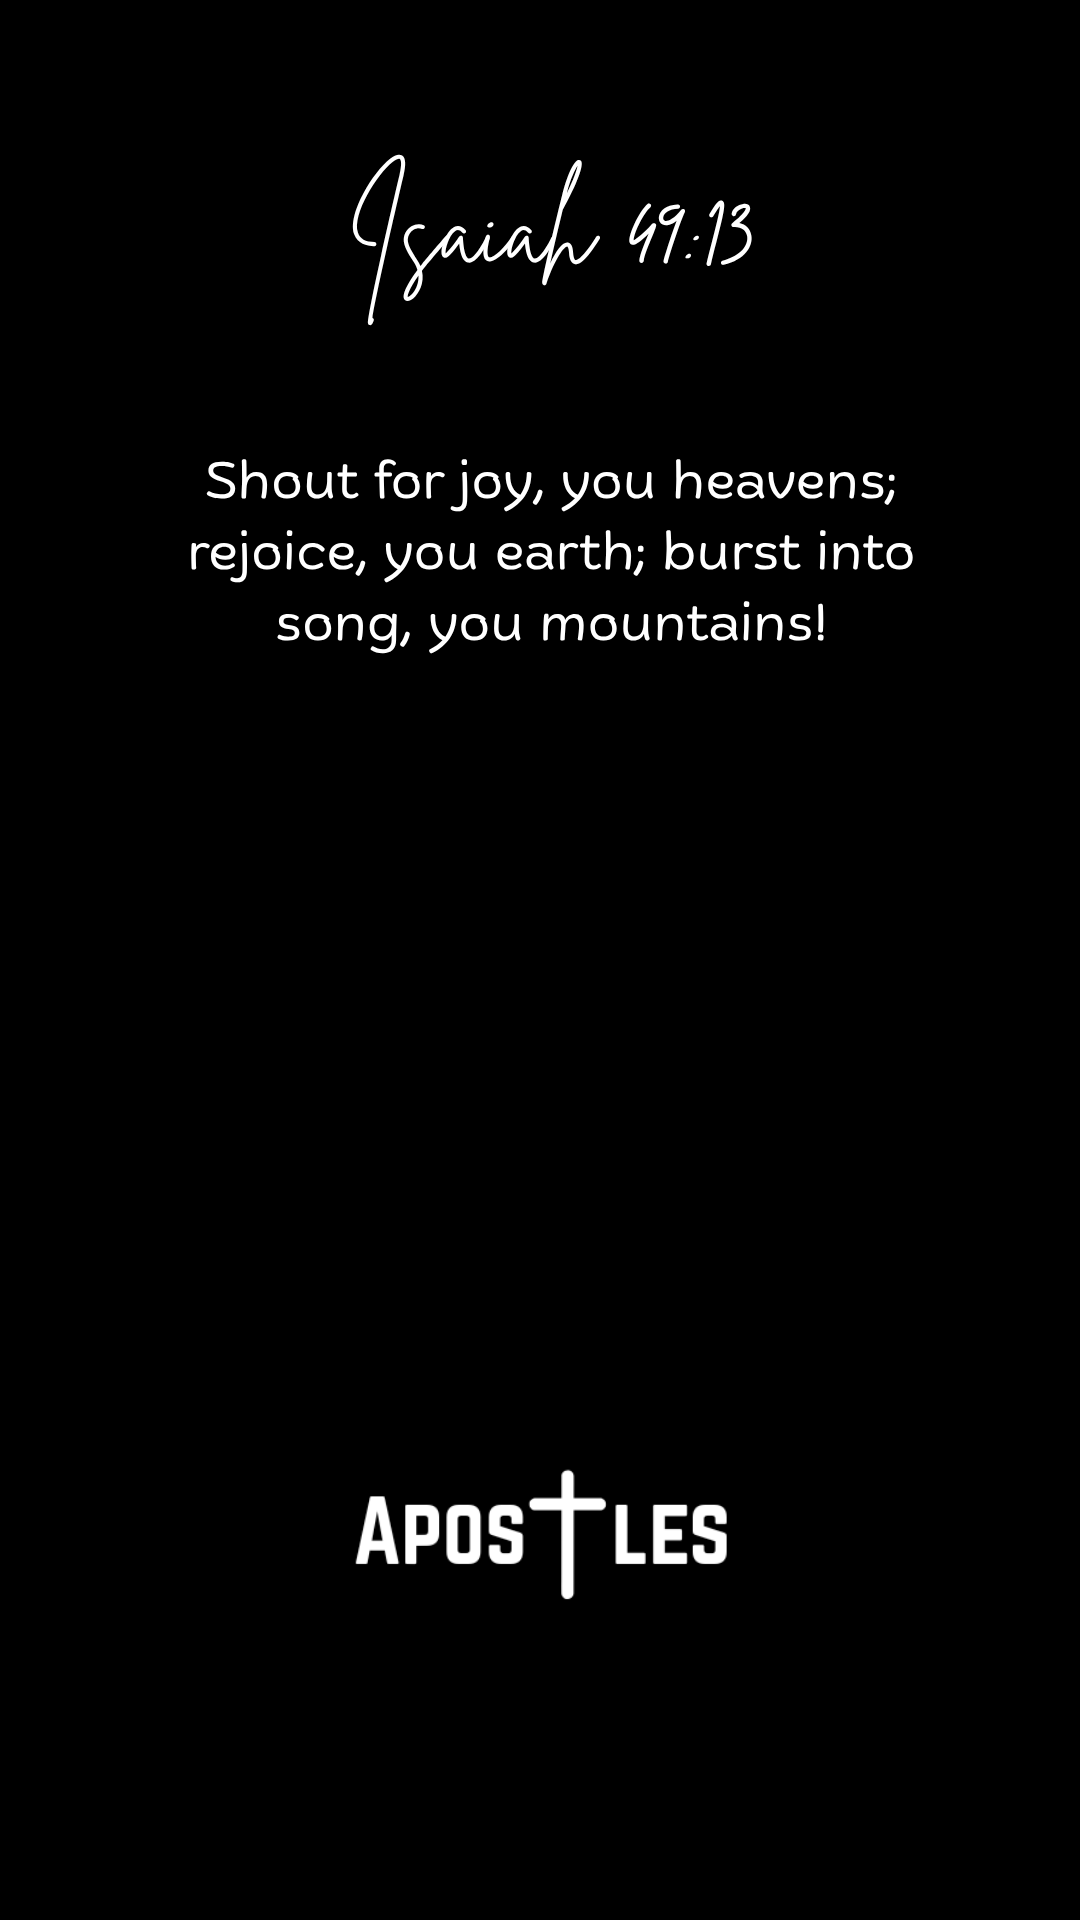 Isaiah 49:13
Shout for joy, you heavens;
rejoice, you earth; burst into
song, you mountains!
APOSTLES